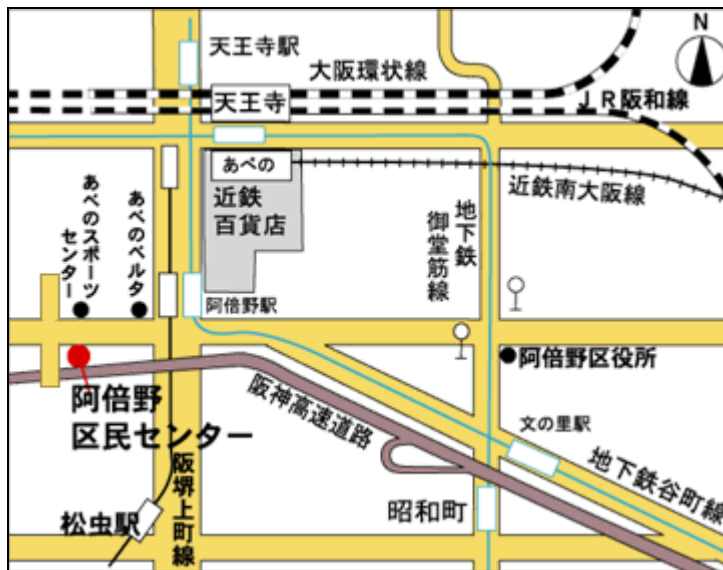 天王寺駅
大阪環状線
N
天王寺
JR阪和線
あべの
近鉄
百貨店
近鉄南大阪線
あべのスポーツ
センター
あべのベルタ
地下鉄
御堂筋線
阿倍野駅
阿倍野区役所
阿倍野
区民センター
阪神高速道路
文の里駅
地下鉄谷町線
阪堺上町線
松虫駅
昭和町